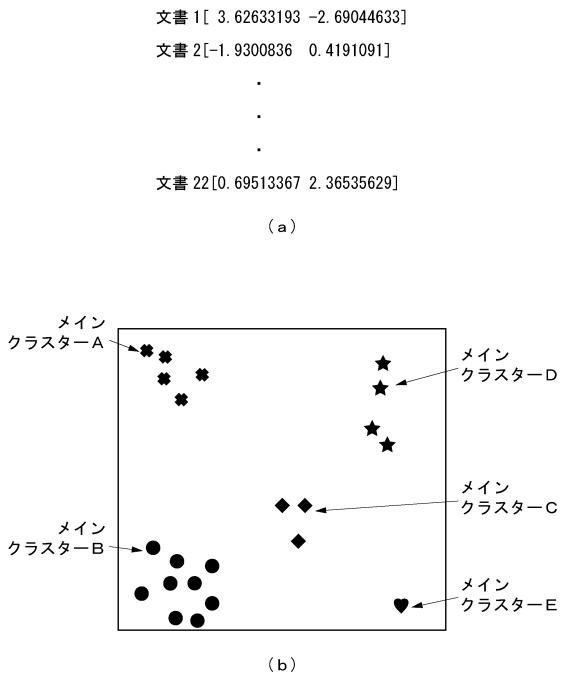 文書1[ 3.62633193 -2.69044633]
文書2[-1.9300836  0.4191091]
・
・
・
文書22[0.69513367 2.36535629]
(a)
メイン
クラスターA
メイン
クラスターD
メイン
クラスターC
メイン
クラスターB
メイン
クラスターE
(b)